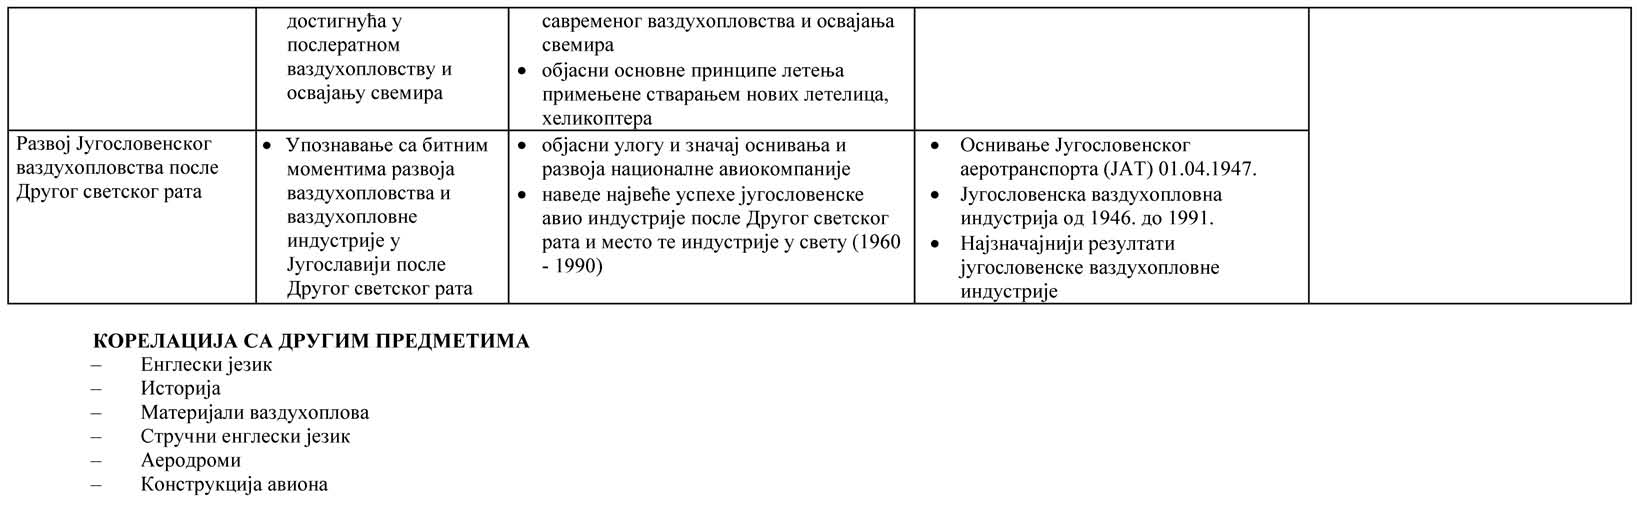 достигнућа у
послератном
ваздухопловству и
освајању свемира
савременог ваздухопловства и освајања
свемира
• објасни основне принципе летења
примењене стварањем нових летелица,
хеликоптера
Развој Југословенског
ваздухопловства после
Другог светског рата
• Упознавање са битним
моментима развоја
ваздухопловства и
ваздухопловне
индустрије у
Југославији после
Другог светског рата
• објасни улогу и значај оснивања и
развоја националне авиокомпаније
• наведе највеће успехе југословенске
авио индустрије после Другог светског
рата и место те индустрије у свету (1960
- 1990)
• Оснивање Југословенског
аеротранспорта (ЈАТ) 01.04.1947.
• Југословенска ваздухопловна
индустрија од 1946. до 1991.
• Најзначајнији резултати
југословенске ваздухопловне
индустрије
КОРЕЛАЦИЈА СА ДРУГИМ ПРЕДМЕТИМА
– Енглески језик
– Историја
– Материјали ваздухоплова
– Стручни енглески језик
– Аеродроми
– Конструкција авиона